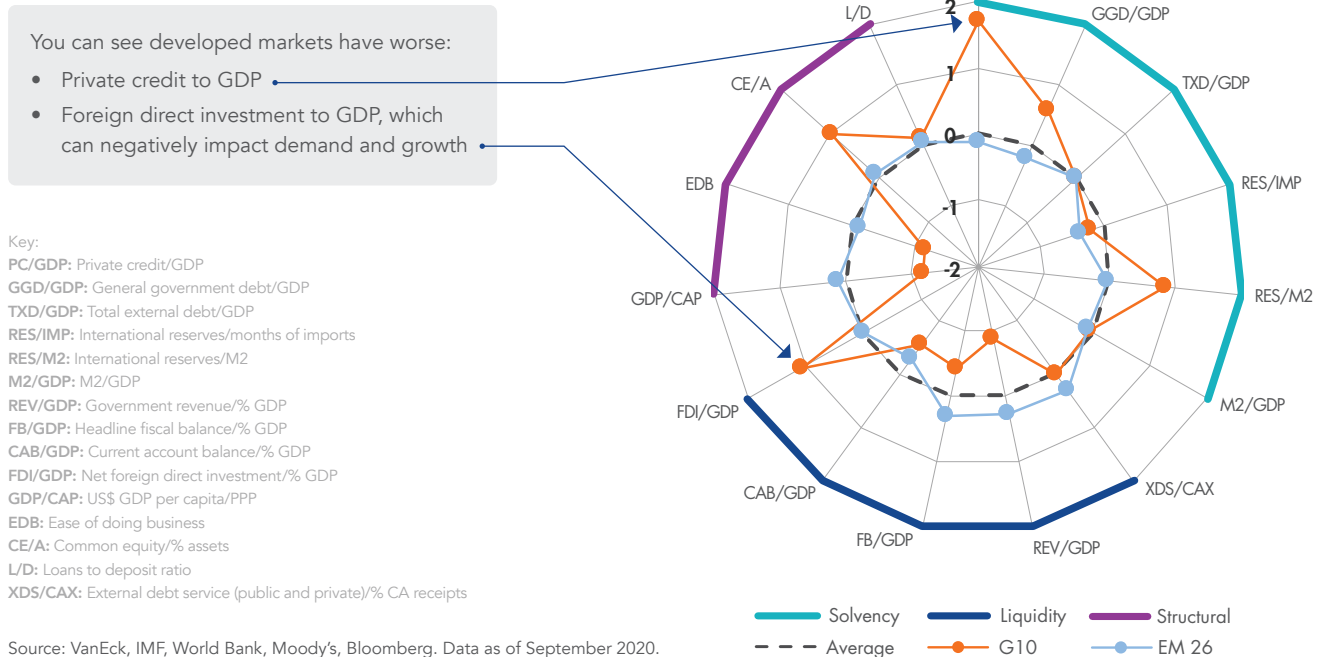 You can see developed markets have worse:
• Private credit to GDP
• Foreign direct investment to GDP, which
can negatively impact demand and growth
Key:
PC/GDP: Private credit/GDP
GGD/GDP: General government debt/GDP
TXD/GDP: Total external debt/GDP
RES/IMP: International reserves/months of imports
RES/M2: International reserves/M2
M2/GDP: M2/GDP
REV/GDP: Government revenue/% GDP
FB/GDP: Headline fiscal balance/% GDP
CAB/GDP: Current account balance/% GDP
FDI/GDP: Net foreign direct investment/% GDP
GDP/CAP: US$ GDP per capita/PPP
EDB: Ease of doing business
CE/A: Common equity/% assets
L/D: Loans to deposit ratio
XDS/CAX: External debt service (public and private)/% CA receipts
Source: VanEck, IMF, World Bank, Moody's, Bloomberg. Data as of September 2020.
2
1
0
-1
-2
GGD/GDP
TXD/GDP
RES/IMP
RES/M2
M2/GDP
XDS/CAX
REV/GDP
FB/GDP
CAB/GDP
FDI/GDP
GDP/CAP
EDB
CE/A
L/D
Solvency Liquidity Structural
Average G10 EM 26